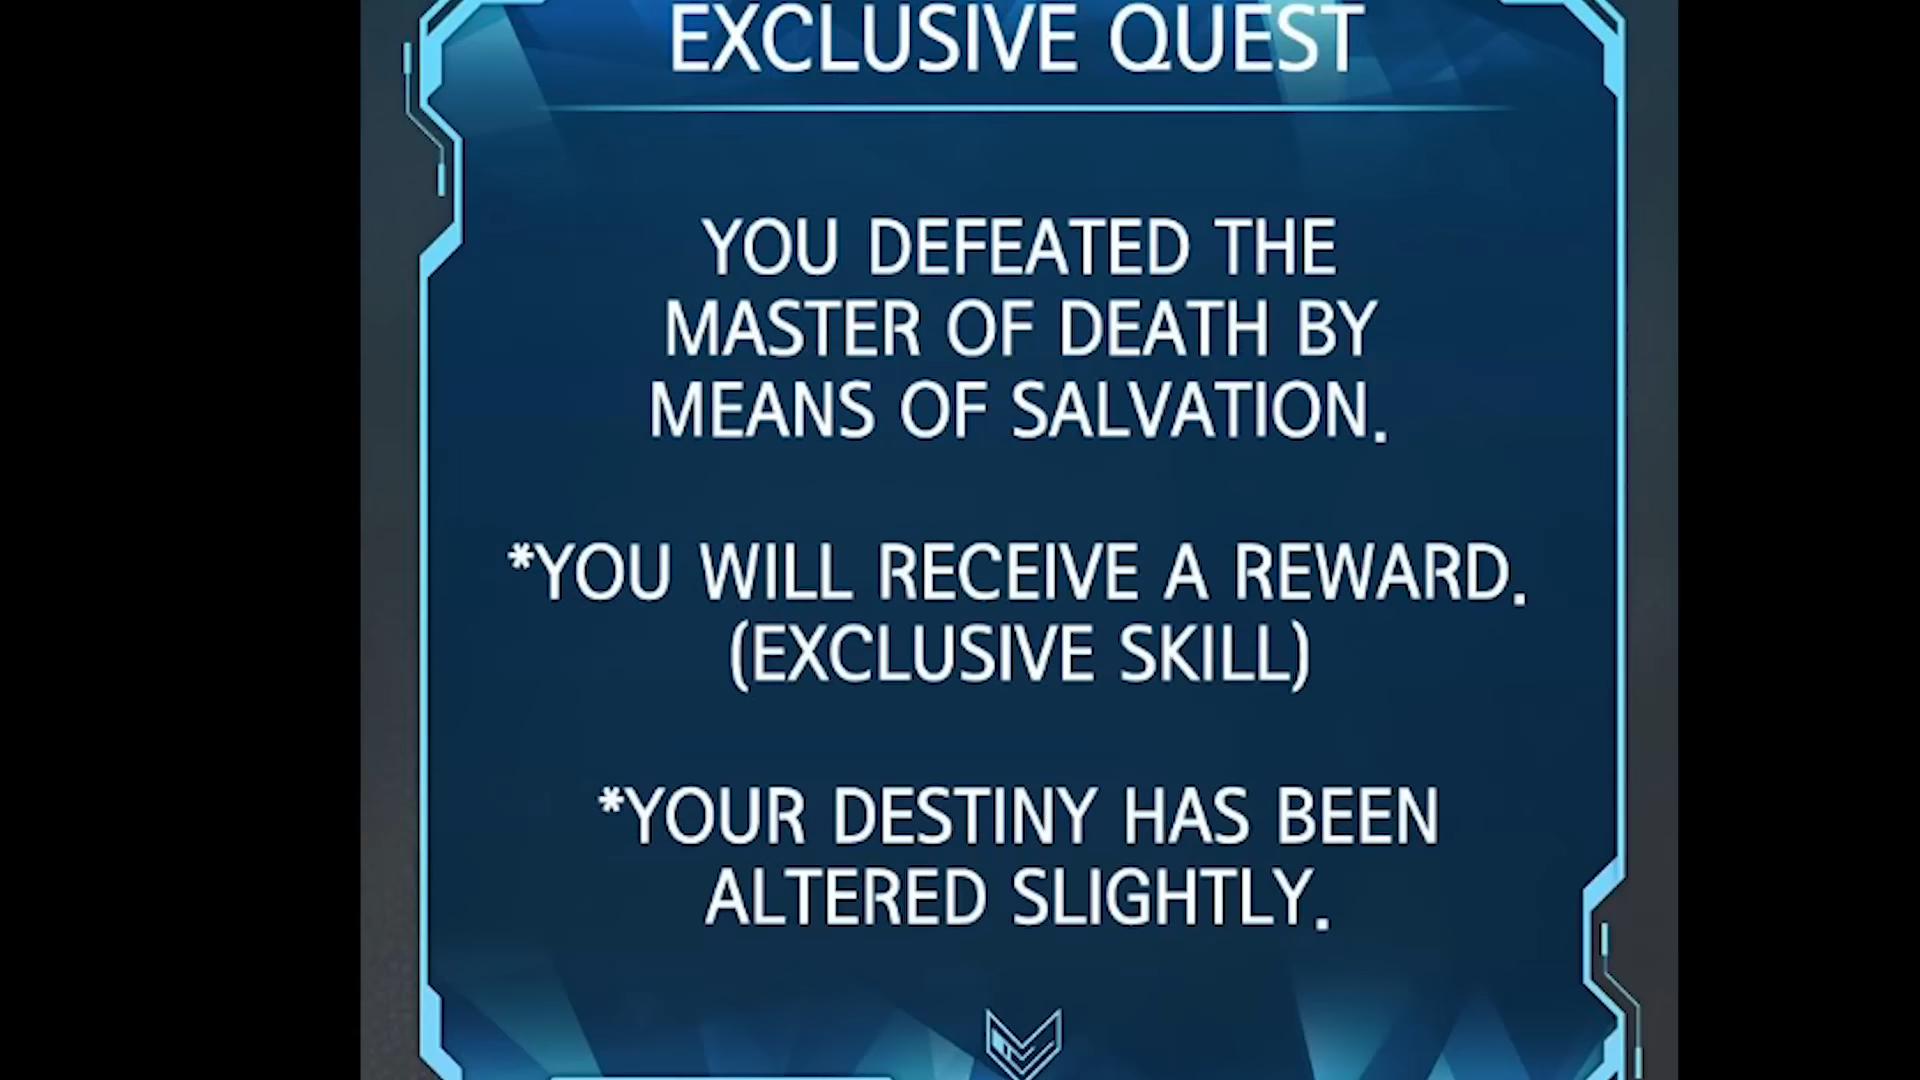 EXCLUSIVE QUEST
YOU DEFEATED THE
MASTER OF DEATH BY
MEANS OF SALVATION.
*YOU WILL RECEIVE A REWARD.
(EXCLUSIVE SKILL)
*YOUR DESTINY HAS BEEN
ALTERED SLIGHTLY.